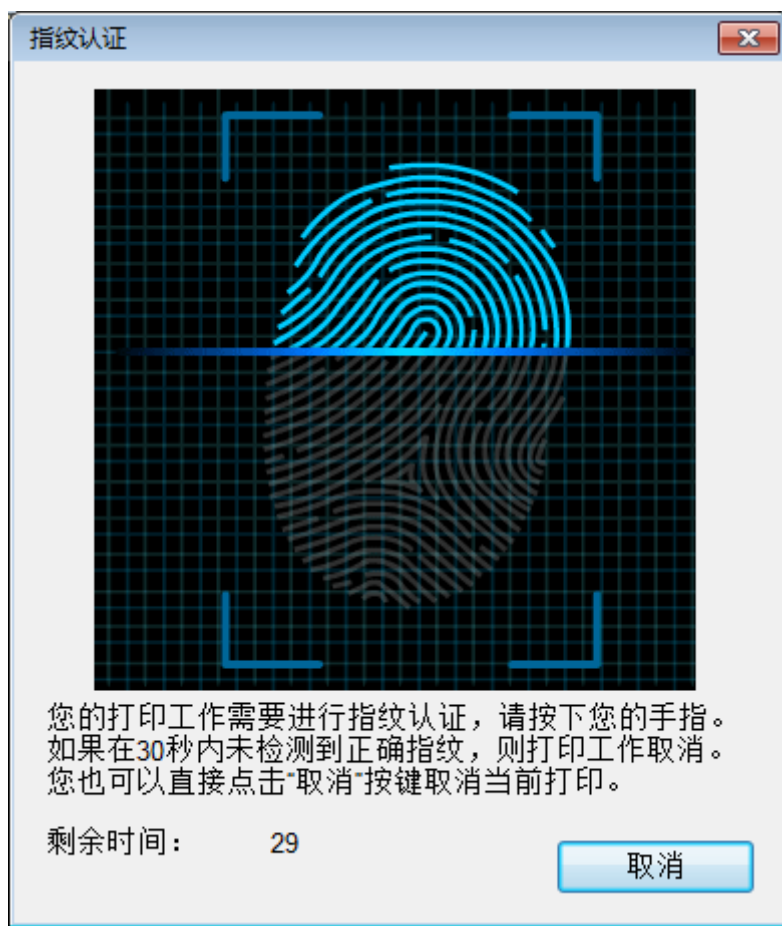 指纹认证
您的打印工作需要进行指纹认证，请按下您的手指。
如果在30秒内未检测到正确指纹，则打印工作取消。
您也可以直接点击“取消”按键取消当前打印。
剩余时间： 29
取消